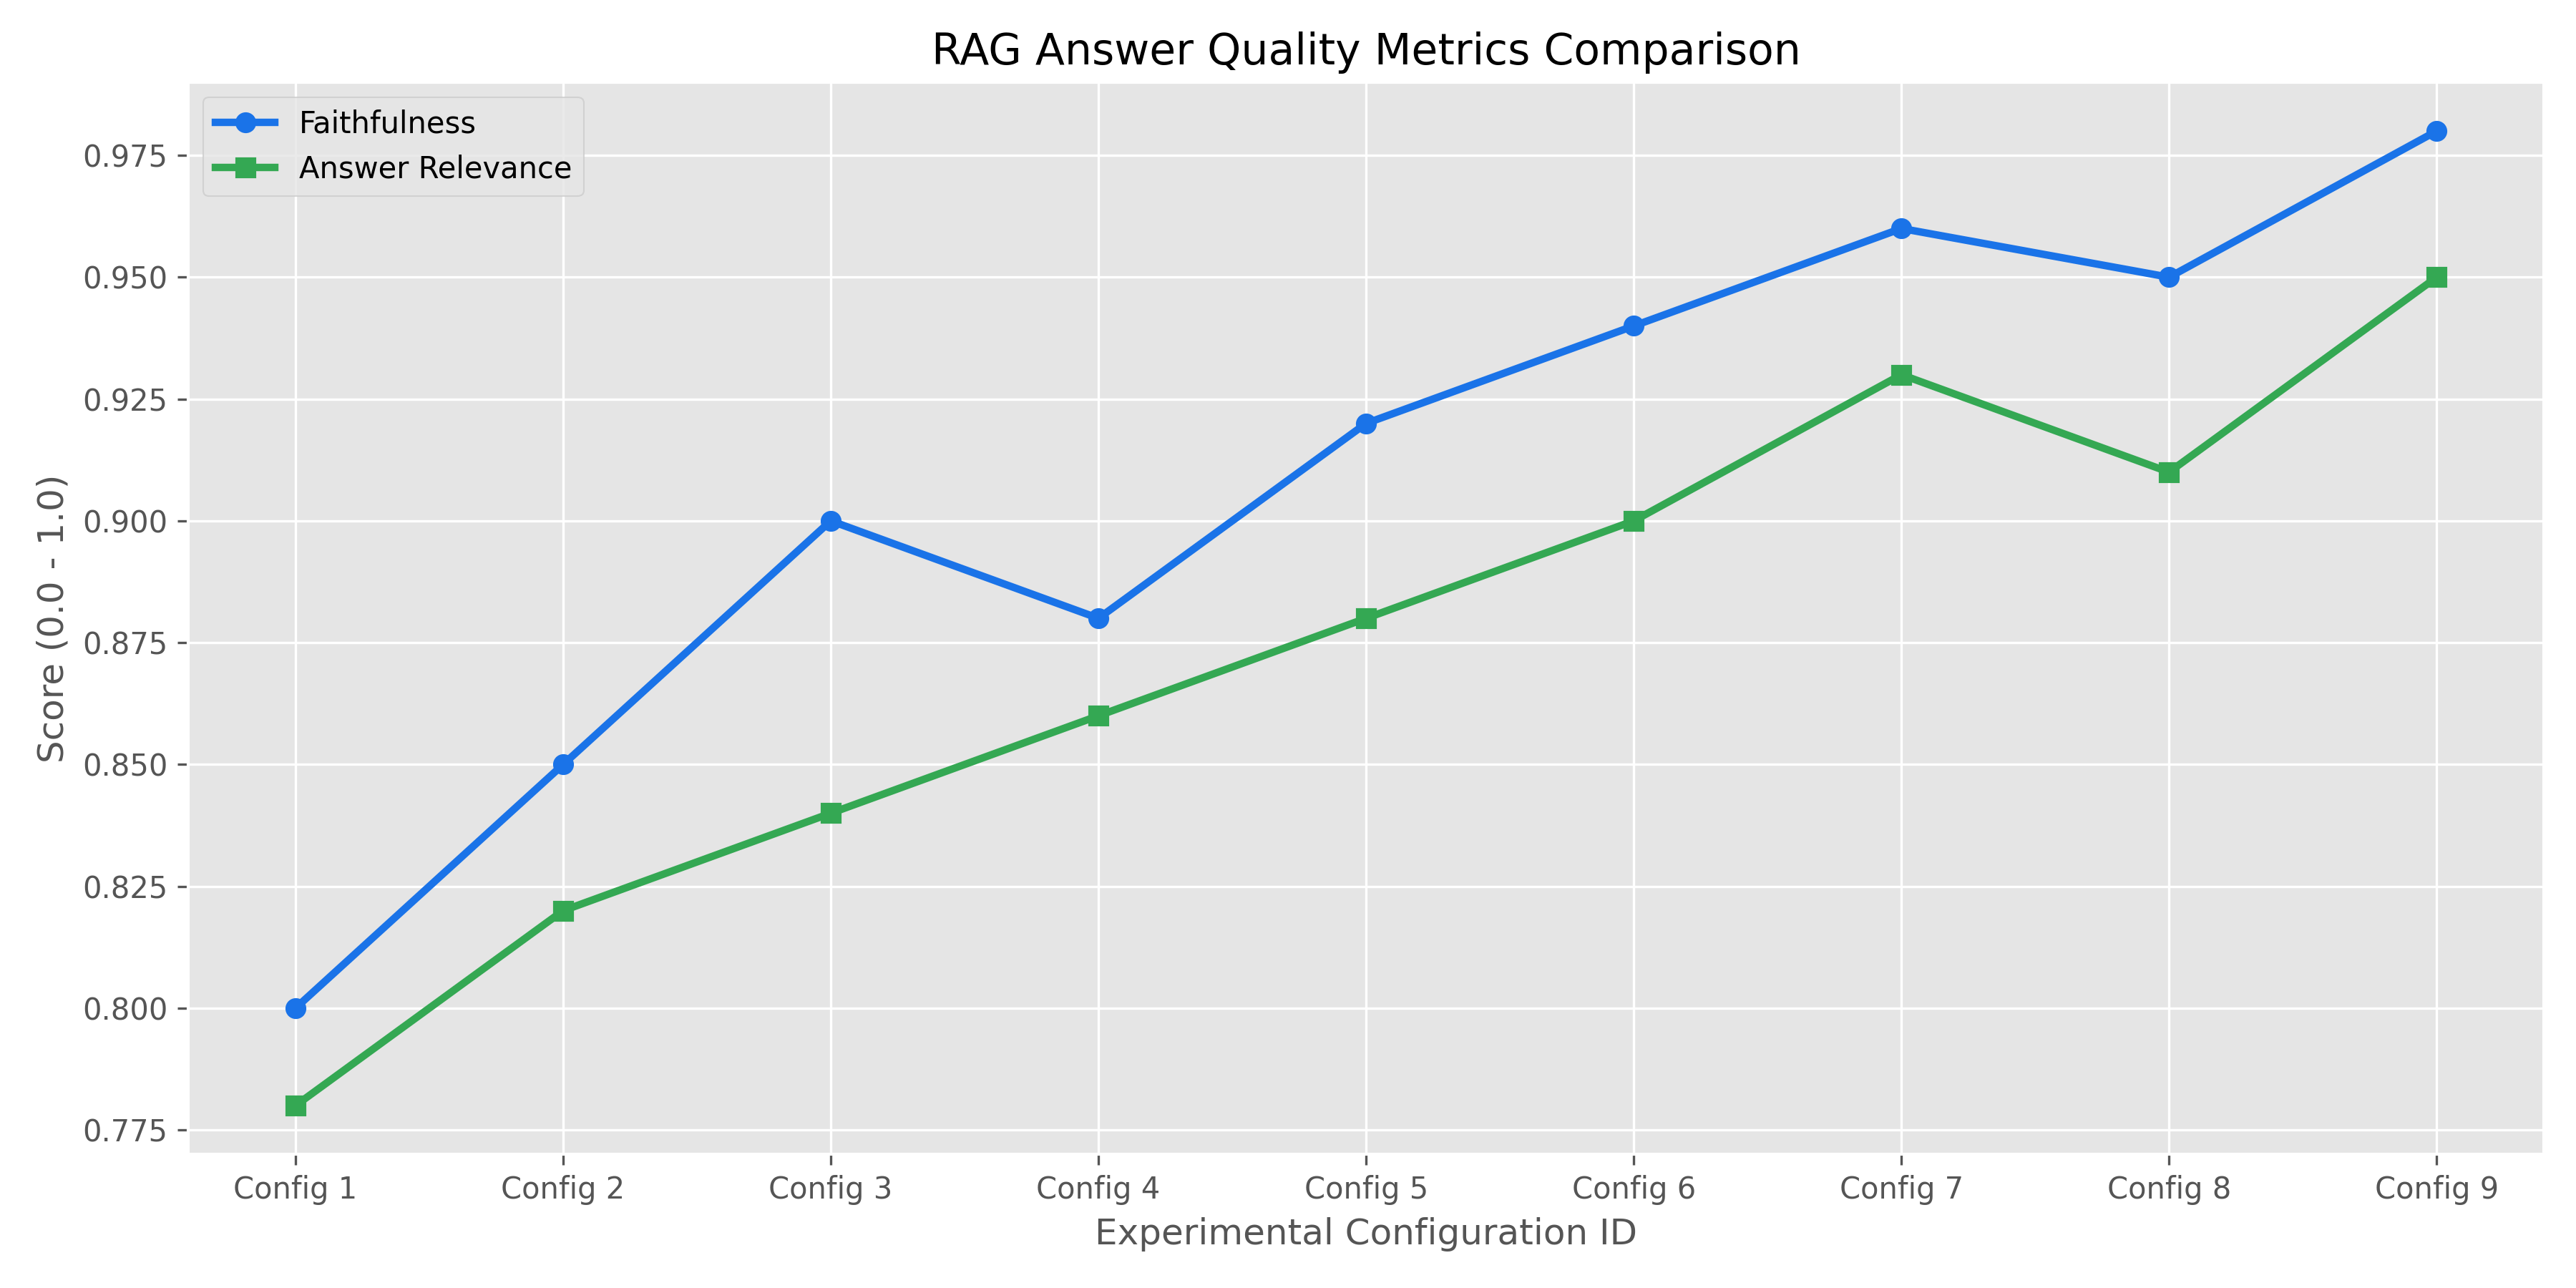 RAG Answer Quality Metrics Comparison
Faithfulness
Answer Relevance
0.975
0.950
0.925
0.900
0.875
0.850
0.825
0.800
0.775
Score (0.0 - 1.0)
Config 1 Config 2 Config 3 Config 4 Config 5 Config 6 Config 7 Config 8 Config 9
Experimental Configuration ID